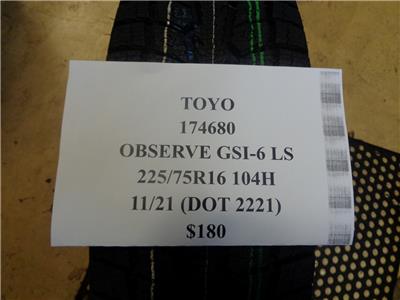 TOYO
174680
OBSERVE GSI-6 LS
225/75R16 104H
11/21 (DOT 2221)
$180